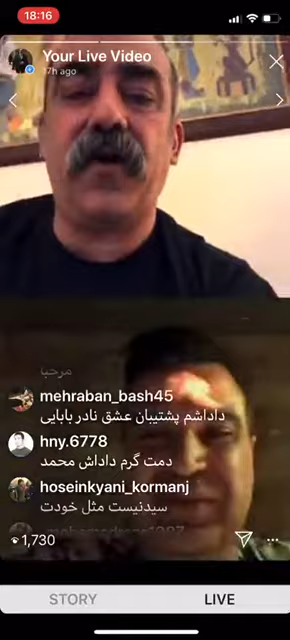 18:16
Your Live Video
17h ago
مرحبا
mehraban_bash45
داداشم پشتیبان عشق نادر بابایی
hny.6778
دمت گرم داداش محمد
hoseinkyani_kormanj
سیدنیست مثل خودت
1,730
STORY
LIVE